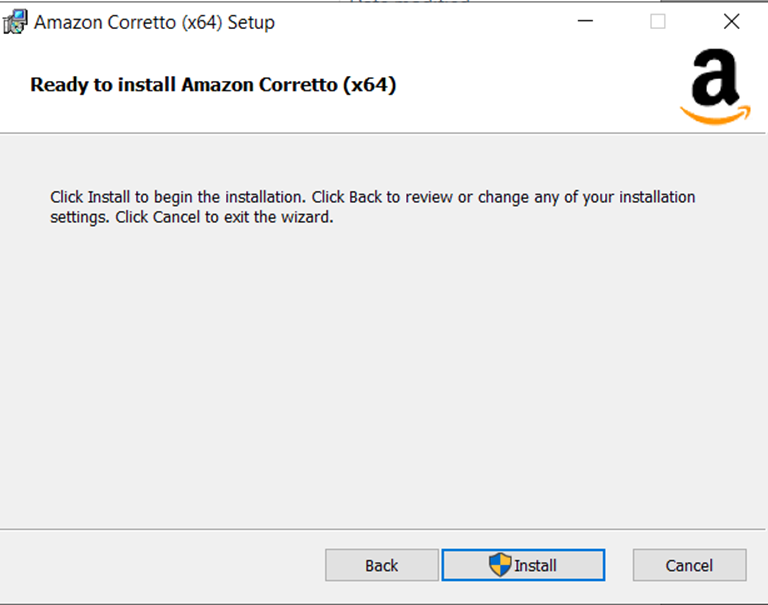 Amazon Corretto (x64) Setup
Ready to install Amazon Corretto (x64)
a
Click Install to begin the installation. Click Back to review or change any of your installation
settings. Click Cancel to exit the wizard.
Back
Install
Cancel